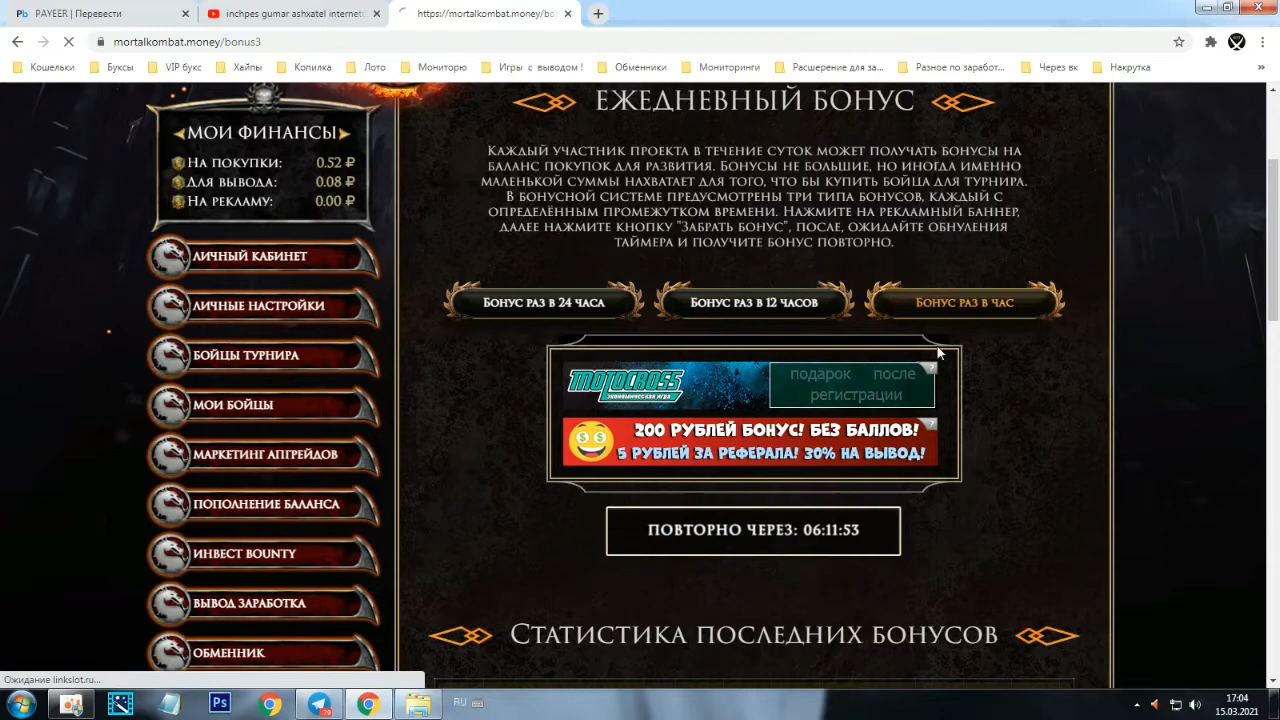 PAYEER | Перевести
inchpes gumar ashxatel internet
https://mortalkombat.money/bo
mortalkombat.money/bonus3
Кошельки
Буксы
VIP букс
Хайпы
Копилка
Лото
Мониторю
Игры с выводом !
Обменники
Мониторинги
Расшерение для за...
Разное по заработ...
Через вк
Накрутка
»
МОИ ФИНАНСЫ
НА ПОКУПКИ: 0.52 ₽
ДЛЯ ВЫВОДА: 0.08 ₽
НА РЕКЛАМУ: 0.00 ₽
ЛИЧНЫЙ КАБИНЕТ
ЛИЧНЫЕ НАСТРОЙКИ
БОЙЦЫ ТУРНИРА
МОИ БОЙЦЫ
МАРКЕТИНГ АПГРЕЙДОВ
ПОПОЛНЕНИЕ БАЛАНСА
ИНВЕСТ BOUNTY
ВЫВОД ЗАРАБОТКА
ОБМЕННИК
ЕЖЕДНЕВНЫЙ БОНУС
КАЖДЫЙ УЧАСТНИК ПРОЕКТА В ТЕЧЕНИЕ СУТОК МОЖЕТ ПОЛУЧАТЬ БОНУСЫ НА
БАЛАНС ПОКУПОК ДЛЯ РАЗВИТИЯ. БОНУСЫ НЕ БОЛЬШИЕ, НО ИНОГДА ИМЕННО
МАЛЕНЬКОЙ СУММЫ НАХВАТАЕТ ДЛЯ ТОГО, ЧТО БЫ КУПИТЬ БОЙЦА ДЛЯ ТУРНИРА.
В БОНУСНОЙ СИСТЕМЕ ПРЕДУСМОТРЕНЫ ТРИ ТИПА БОНУСОВ, КАЖДЫЙ С
ОПРЕДЕЛЁННЫМ ПРОМЕЖУТКОМ ВРЕМЕНИ. НАЖМИТЕ НА РЕКЛАМНЫЙ БАННЕР,
ДАЛЕЕ НАЖМИТЕ КНОПКУ "ЗАБРАТЬ БОНУС", ПОСЛЕ, ОЖИДАЙТЕ ОБНУЛЕНИЯ
ТАЙМЕРА И ПОЛУЧИТЕ БОНУС ПОВТОРНО.
БОНУС РАЗ В 24 ЧАСА
БОНУС РАЗ В 12 ЧАСОВ
БОНУС РАЗ В ЧАС
MOTOCROSS
ЭКОНОМИЧЕСКАЯ ИГРА
подарок после
регистрации
?
200 РУБЛЕЙ БОНУС! БЕЗ БАЛЛОВ!
5 РУБЛЕЙ ЗА РЕФЕРАЛА! 30% НА ВЫВОД!
?
ПОВТОРНО ЧЕРЕЗ: 06:11:53
СТАТИСТИКА ПОСЛЕДНИХ БОНУСОВ
Ожидание linkslot.ru...
Ps
79
RU
17:04
15.03.2021